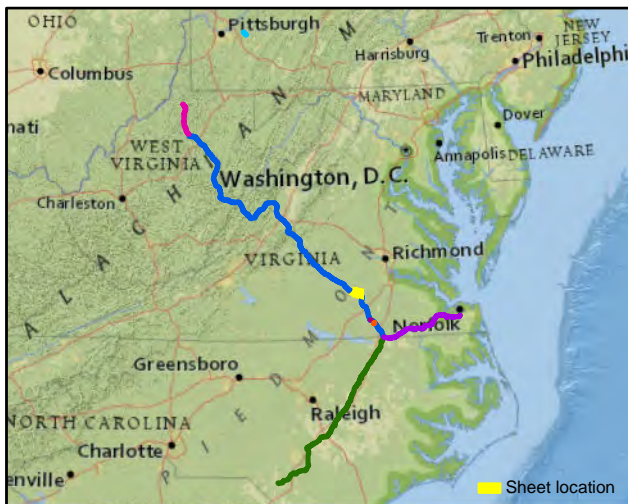 OHIO
Pittsburgh
NEW
JERSEY
Trenton
Harrisburg
Philadelphi
Columbus
MARYLAND
Dover
nati
WEST
VIRGINIA
Annapolis
DELAWARE
Washington, D.C.
Charleston
Richmond
VIRGINIA
A L A C H I A N M
P I E D M O N T
Norfolk
Greensboro
Raleigh
NORTH CAROLINA
Charlotte
enville
Sheet location